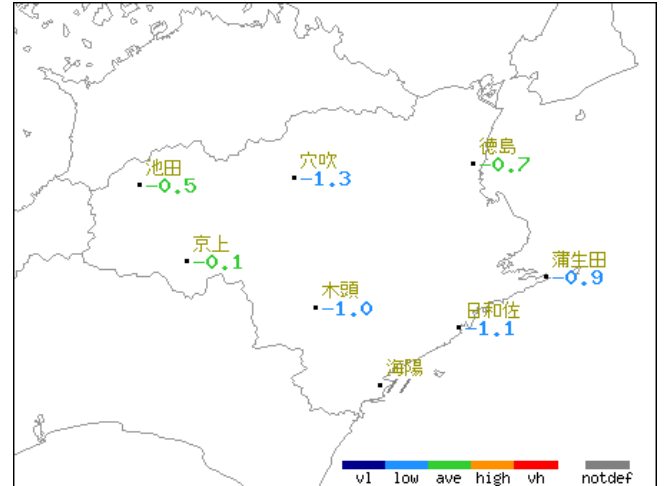 徳島
-0.7
穴吹
-1.3
池田
-0.5
京上
-0.1
蒲生田
-0.9
木頭
-1.0
日和佐
-1.1
海陽
//
vl low ave high vh notdef